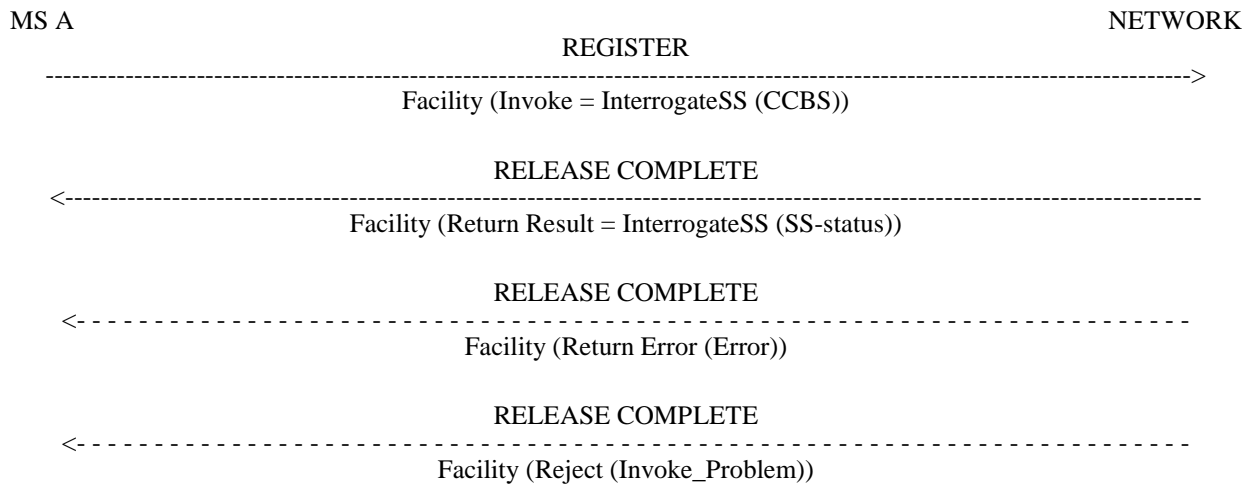 MS A NETWORK
REGISTER
------------------------------------------------------------------------------------------------------------------------------------>
Facility (Invoke = InterrogateSS (CCBS))
RELEASE COMPLETE
<------------------------------------------------------------------------------------------------------------------------------------
Facility (Return Result = InterrogateSS (SS-status))
RELEASE COMPLETE
<- - - - - - - - - - - - - - - - - - - - - - - - - - - - - - - - - - - - - - - - - - - - - - - - - - - - - - - - - - - - - - - - - - - - - - - -
Facility (Return Error (Error))
RELEASE COMPLETE
<- - - - - - - - - - - - - - - - - - - - - - - - - - - - - - - - - - - - - - - - - - - - - - - - - - - - - - - - - - - - - - - - - - - - - - - -
Facility (Reject (Invoke_Problem))